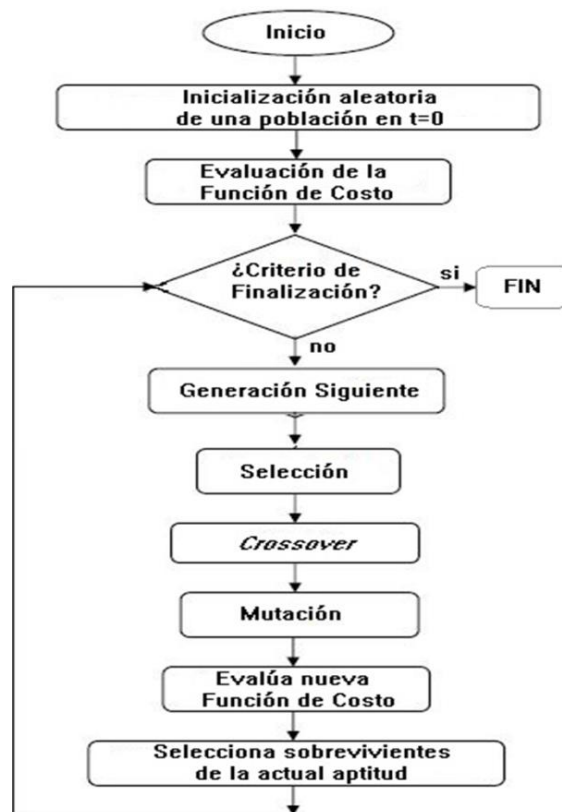 Inicio
Inicialización aleatoria
de una población en t=0
Evaluación de la
Función de Costo
¿Criterio de
Finalización?
si
FIN
no
Generación Siguiente
Selección
Crossover
Mutación
Evalúa nueva
Función de Costo
Selecciona sobrevivientes
de la actual aptitud